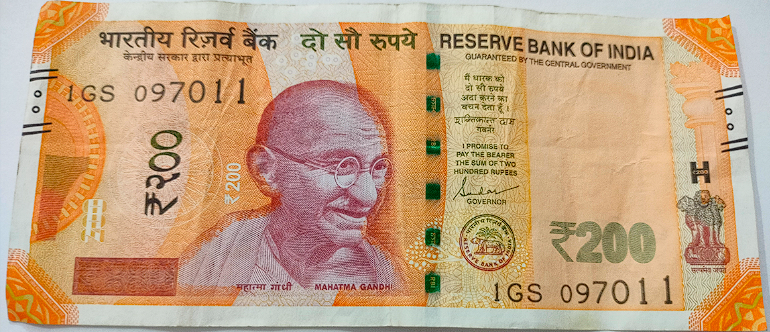 भारतीय रिज़र्व बैंक
केन्द्रीय सरकार द्वारा प्रत्याभूत
दो सौ रुपये
RESERVE BANK OF INDIA
GUARANTEED BY THE CENTRAL GOVERNMENT
1GS 097011
₹२००
₹200
मैं धारक को
दो सौ रुपये
अदा करने का
वचन देता हूँ।
शक्तिकान्त दास
गवर्नर
I PROMISE TO
PAY THE BEARER
THE SUM OF TWO
HUNDRED RUPEES
GOVERNOR
₹200
₹200
सत्यमेव जयते
महात्मा गांधी
MAHATMA GANDHI
1GS 097011